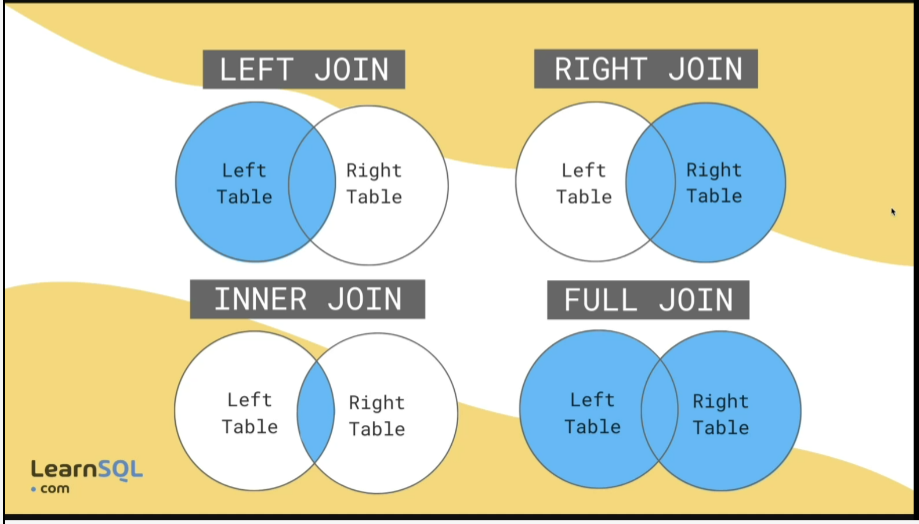 LEFT JOIN
RIGHT JOIN
Left
Table
Right
Table
Left
Table
Right
Table
INNER JOIN
FULL JOIN
Left
Table
Right
Table
Left
Table
Right
Table
LearnSQL
• com